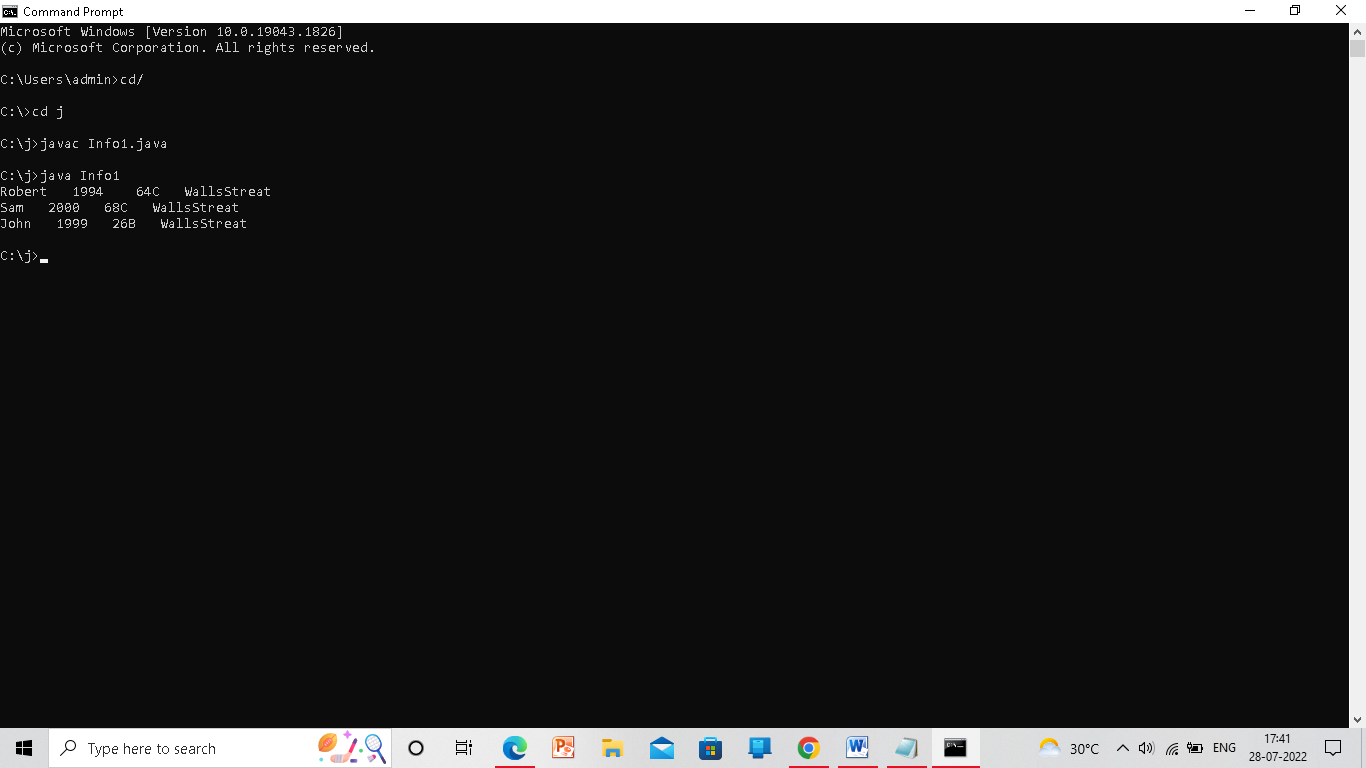 Command Prompt
Microsoft Windows [Version 10.0.19043.1826]
(c) Microsoft Corporation. All rights reserved.
C:\Users\admin>cd/
C:\>cd j
C:\j>javac Info1.java
C:\j>java Info1
Robert   1994    64C   WallsStreat
Sam   2000   68C   WallsStreat
John   1999   26B   WallsStreat
C:\j>
Type here to search
30°C
ENG
17:41
28-07-2022